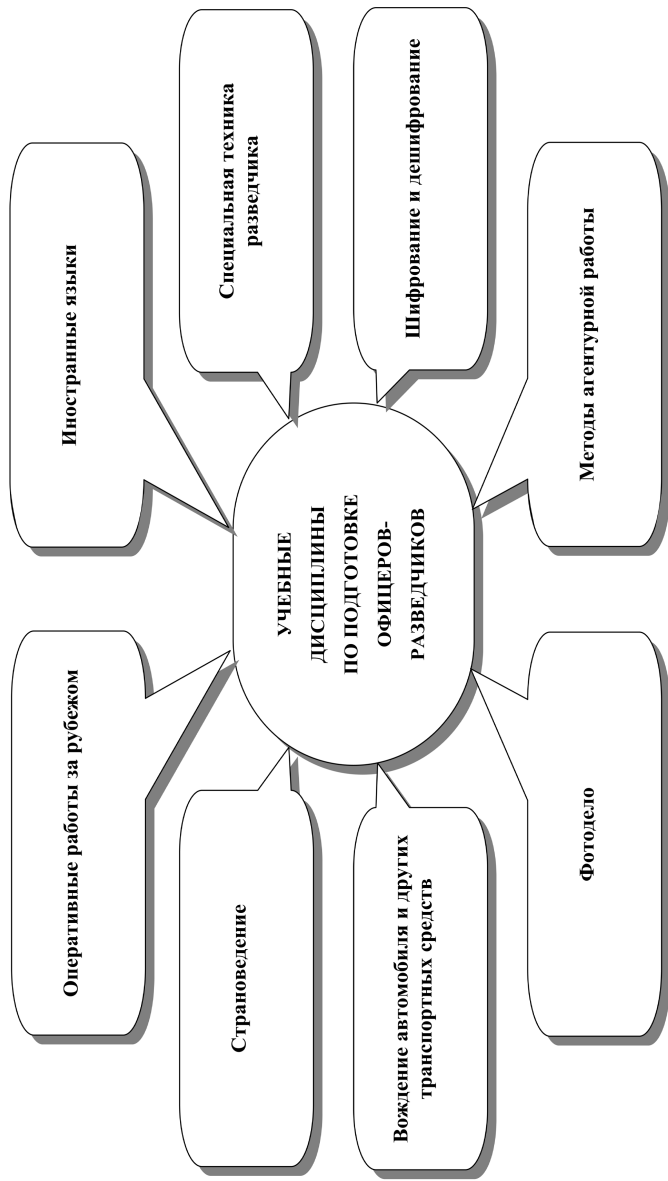 Оперативные работы за рубежом
Иностранные языки
Страноведение
Специальная техника
разведчика
УЧЕБНЫЕ
ДИСЦИПЛИНЫ
ПО ПОДГОТОВКЕ
ОФИЦЕРОВ-
РАЗВЕДЧИКОВ
Вождение автомобиля и других
транспортных средств
Шифрование и дешифрование
Фотодело
Методы агентурной работы